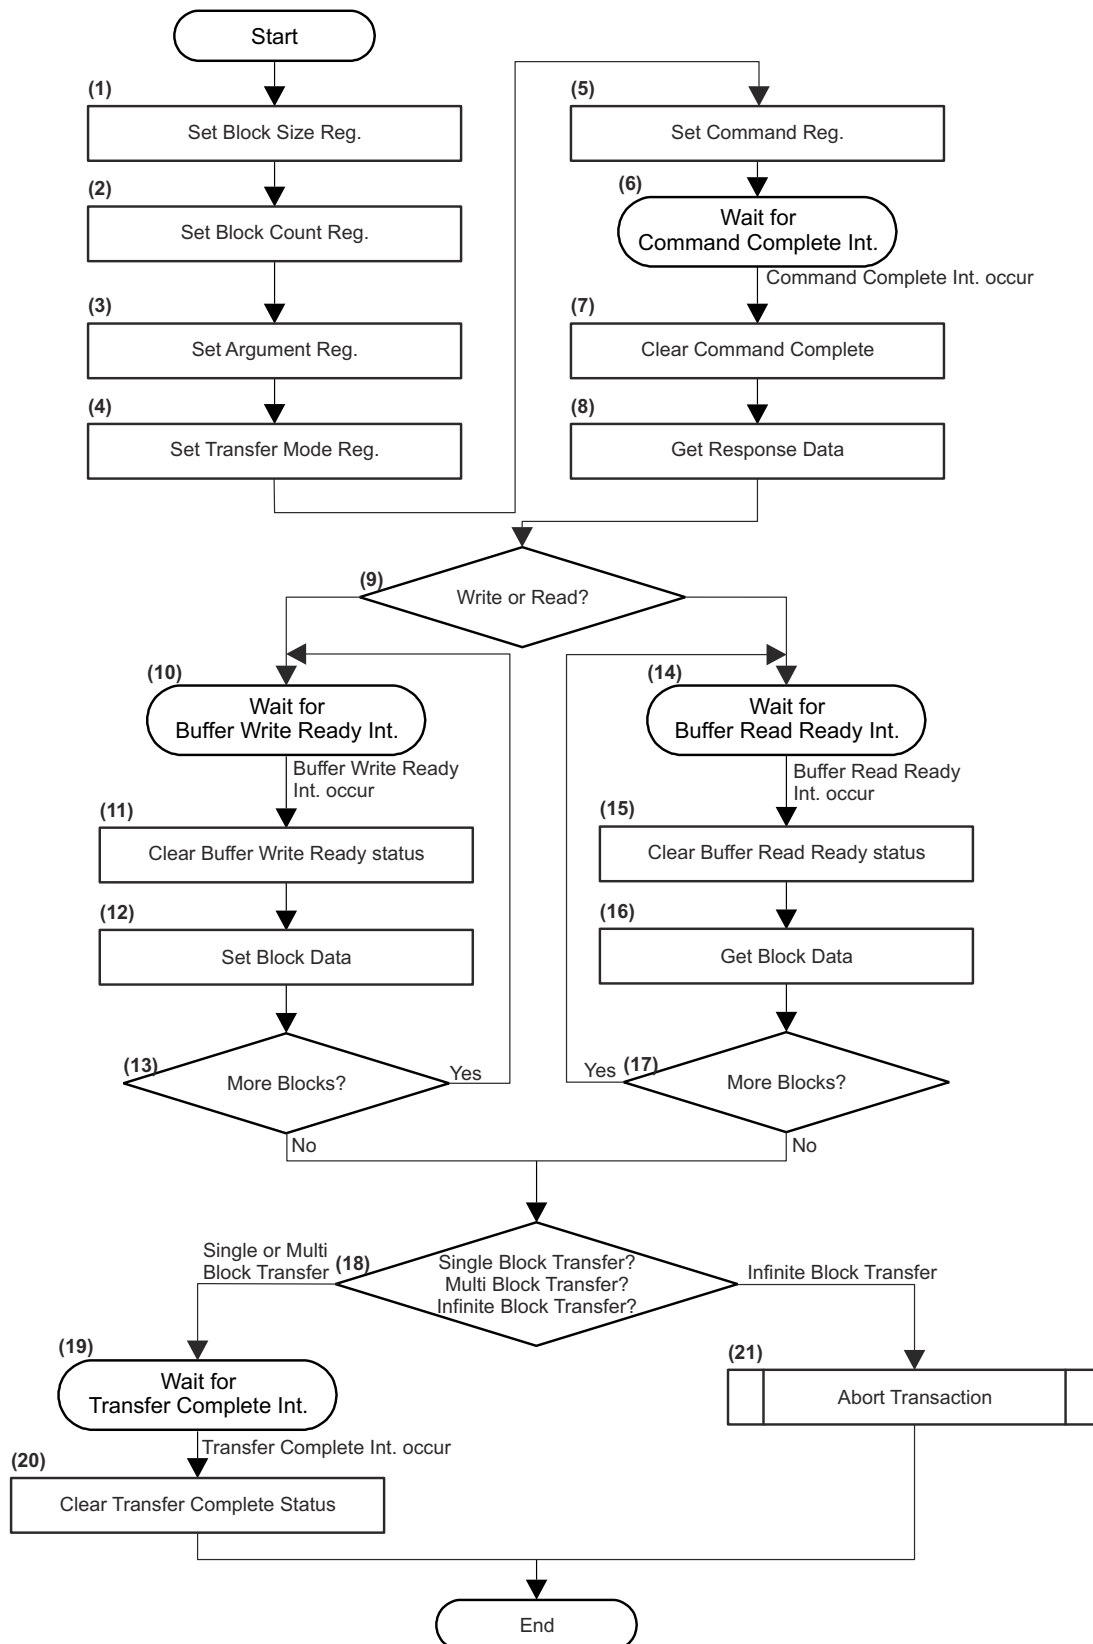 Start
(1)
Set Block Size Reg.
(2)
Set Block Count Reg.
(3)
Set Argument Reg.
(4)
Set Transfer Mode Reg.
(5)
Set Command Reg.
(6)
Wait for
Command Complete Int.
Command Complete Int. occur
(7)
Clear Command Complete
(8)
Get Response Data
(9)
Write or Read?
(10)
Wait for
Buffer Write Ready Int.
Buffer Write Ready
Int. occur
(11)
Clear Buffer Write Ready status
(12)
Set Block Data
(13)
More Blocks?
Yes
No
(14)
Wait for
Buffer Read Ready Int.
Buffer Read Ready
Int. occur
(15)
Clear Buffer Read Ready status
(16)
Get Block Data
(17)
More Blocks?
Yes
No
(18)
Single Block Transfer?
Multi Block Transfer?
Infinite Block Transfer?
Single or Multi
Block Transfer
Infinite Block Transfer
(19)
Wait for
Transfer Complete Int.
Transfer Complete Int. occur
(20)
Clear Transfer Complete Status
(21)
Abort Transaction
End